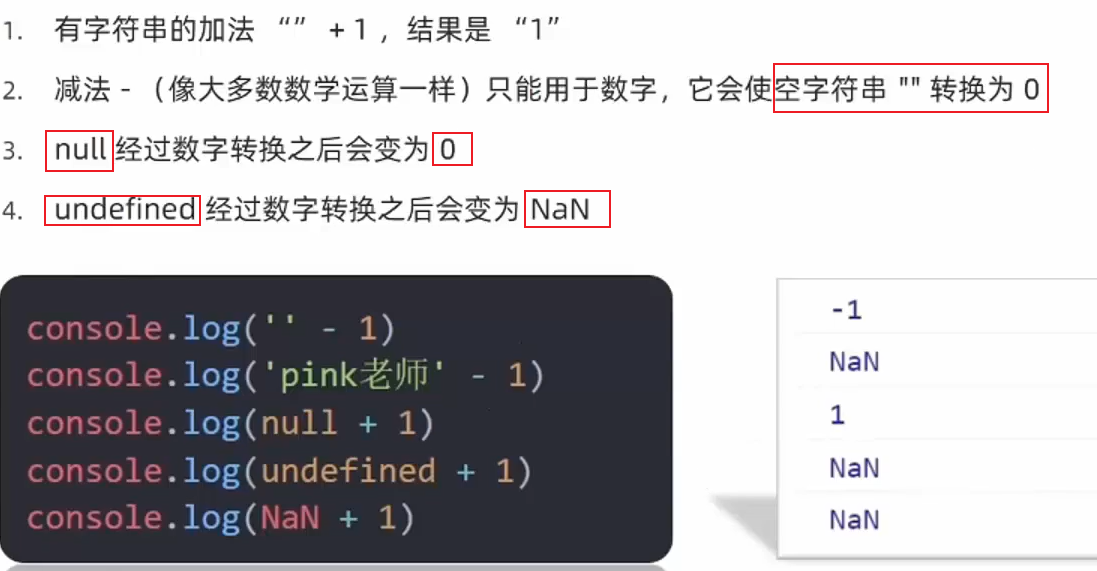 1. 有字符串的加法 “” + 1 ，结果是 “1”
2. 减法 - （像大多数数学运算一样）只能用于数字，它会使空字符串 "" 转换为 0
3. null 经过数字转换之后会变为 0
4. undefined 经过数字转换之后会变为 NaN
console.log('' - 1)
console.log('pink老师' - 1)
console.log(null + 1)
console.log(undefined + 1)
console.log(NaN + 1)
-1
NaN
1
NaN
NaN